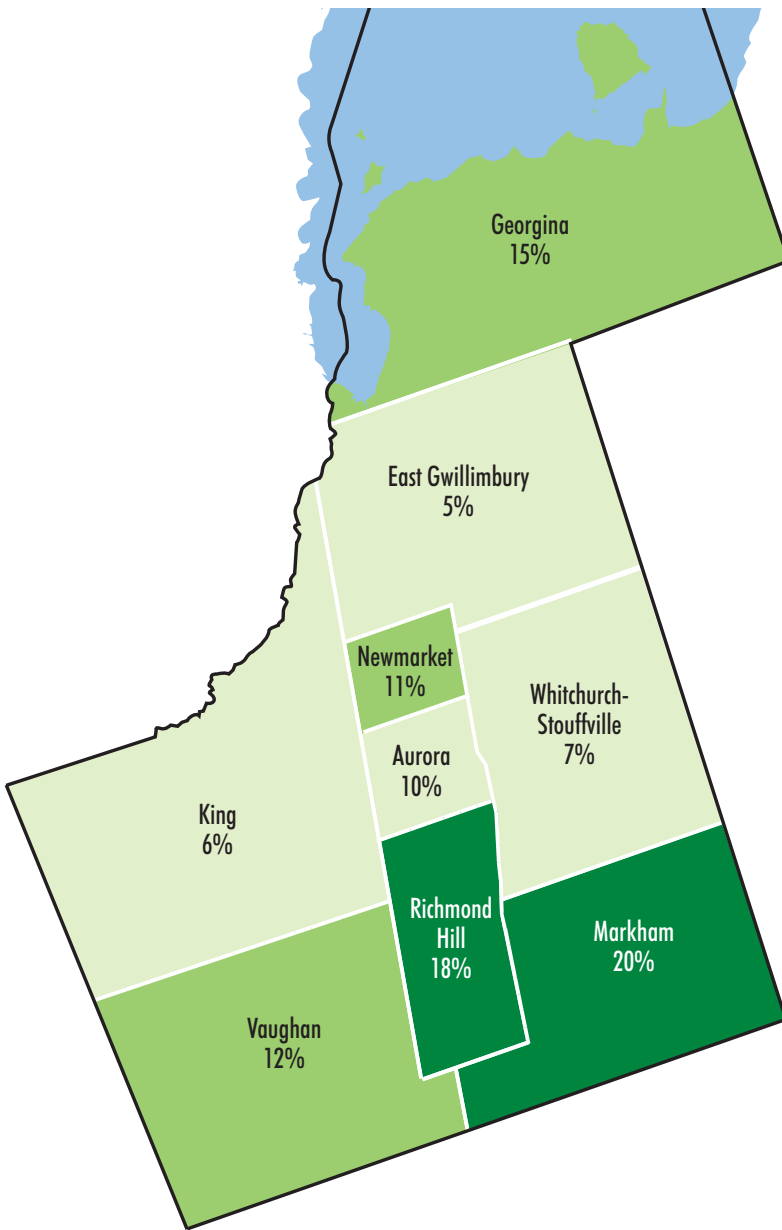 Georgina
15%
East Gwillimbury
5%
Newmarket
11%
Whitchurch-
Stouffville
7%
Aurora
10%
King
6%
Richmond
Hill
18%
Markham
20%
Vaughan
12%